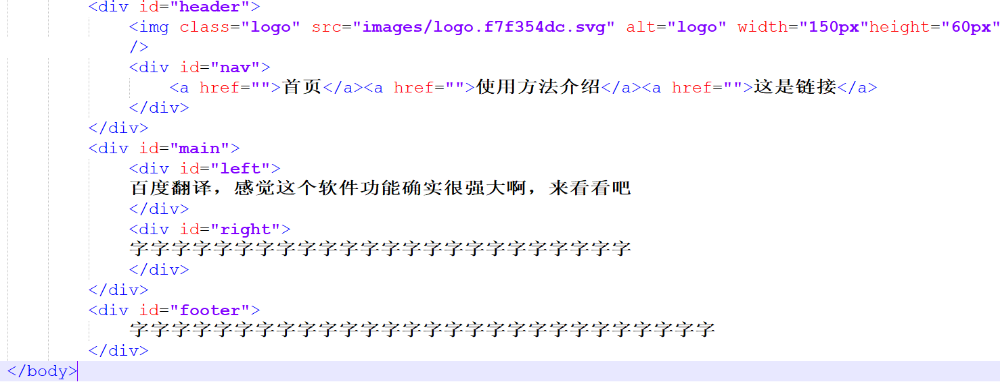 <div id="header">
<img class="logo" src="images/logo.f7f354dc.svg" alt="logo" width="150px"height="60px"
/>
<div id="nav">
<a href="">首页</a><a href="">使用方法介绍</a><a href="">这是链接</a>
</div>
</div>
<div id="main">
<div id="left">
百度翻译，感觉这个软件功能确实很强大啊，来看看吧
</div>
<div id="right">
字字字字字字字字字字字字字字字字字字字字字字字字
</div>
</div>
<div id="footer">
字字字字字字字字字字字字字字字字字字字字字字字字字字字字
</div>
</body>